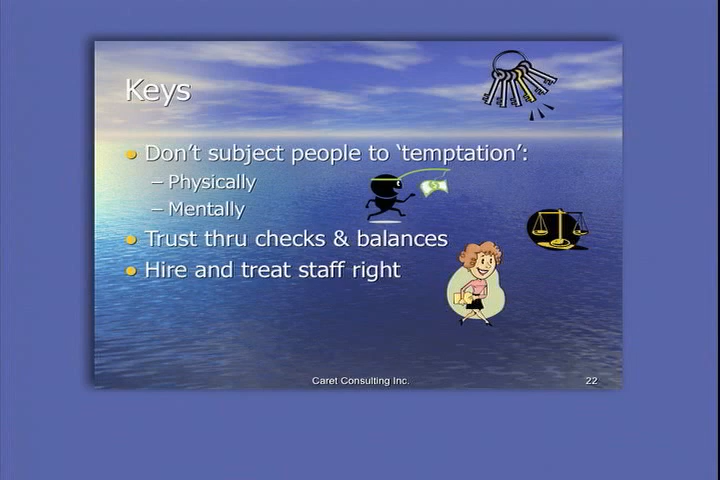 Keys
• Don't subject people to ‘temptation’:
– Physically
– Mentally
• Trust thru checks & balances
• Hire and treat staff right
Caret Consulting Inc.
22